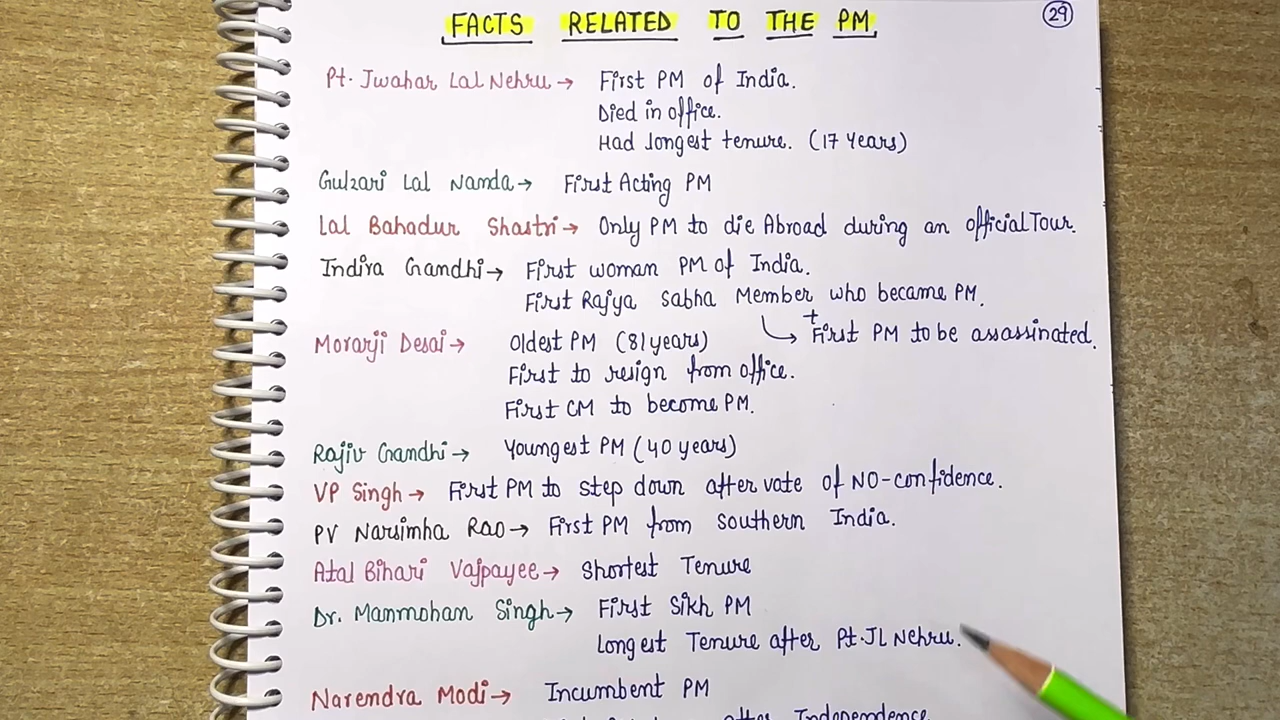 FACTS RELATED TO THE PM
29
Pt. Jwahar Lal Nehru → First PM of India.
Died in office.
Had longest tenure. (17 Years)
Gulzari Lal Nanda → First Acting PM
Lal Bahadur Shastri → Only PM to die Abroad during an official Tour.
Indira Gandhi → First woman PM of India.
First Rajya Sabha Member who became PM.
+ First PM to be assassinated.
Morarji Desai → Oldest PM (81 years)
First to resign from office.
First CM to become PM.
Rajiv Gandhi → Youngest PM (40 years)
VP Singh → First PM to step down after vote of NO-confidence.
PV Narsimha Rao → First PM from Southern India.
Atal Bihari Vajpayee → Shortest Tenure
Dr. Manmohan Singh → First Sikh PM
Longest Tenure after Pt. JL Nehru.
Narendra Modi → Incumbent PM
after Independence.